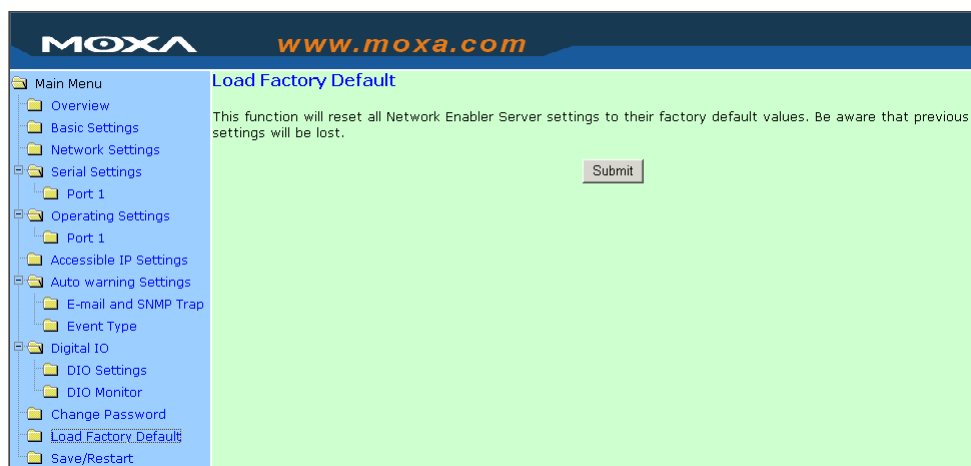 MOXA
www.moxa.com
Main Menu
Overview
Basic Settings
Network Settings
Serial Settings
Port 1
Operating Settings
Port 1
Accessible IP Settings
Auto warning Settings
E-mail and SNMP Trap
Event Type
Digital IO
DIO Settings
DIO Monitor
Change Password
Load Factory Default
Save/Restart
Load Factory Default
This function will reset all Network Enabler Server settings to their factory default values. Be aware that previous
settings will be lost.
Submit